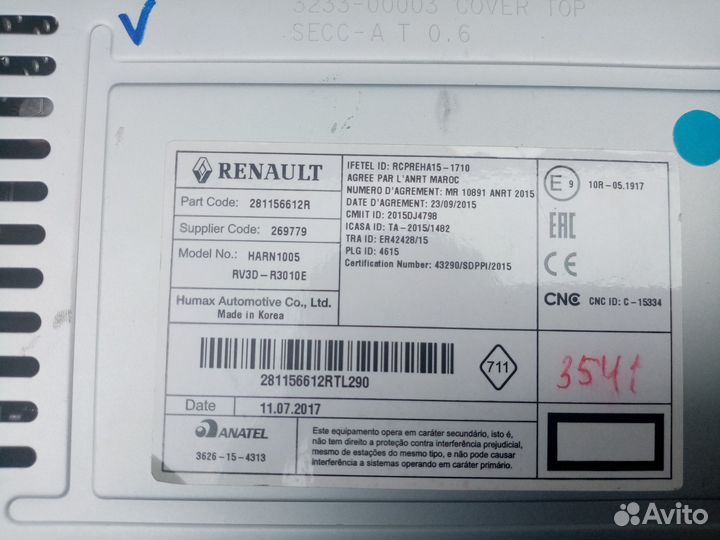 3233-00003 COVER TOP
SECC-A T 0.6
RENAULT
Part Code: 281156612R
Supplier Code: 269779
Model No.: HARN1005
RV3D-R3010E
Humax Automotive Co., Ltd.
Made in Korea
IFETEL ID: RCPREHA15-1710
AGREE PAR L'ANRT MAROC
NUMERO D'AGREMENT: MR 10891 ANRT 2015
DATE D'AGREMENT: 23/09/2015
CMIIT ID: 2015DJ4798
ICASA ID: TA-2015/1482
TRA ID: ER42428/15
PLG ID: 4615
Certification Number: 43290/SDPPI/2015
E 9 10R-05.1917
EAC
CE
CNC CNC ID: C-15334
281156612RTL290
711
3541
Date 11.07.2017
ANATEL
3626-15-4313
Este equipamento opera em caráter secundário, isto é,
não tem direito a proteção contra interferência prejudicial,
mesmo de estações do mesmo tipo, e não pode causar
interferência a sistemas operando em caráter primário.
Avito